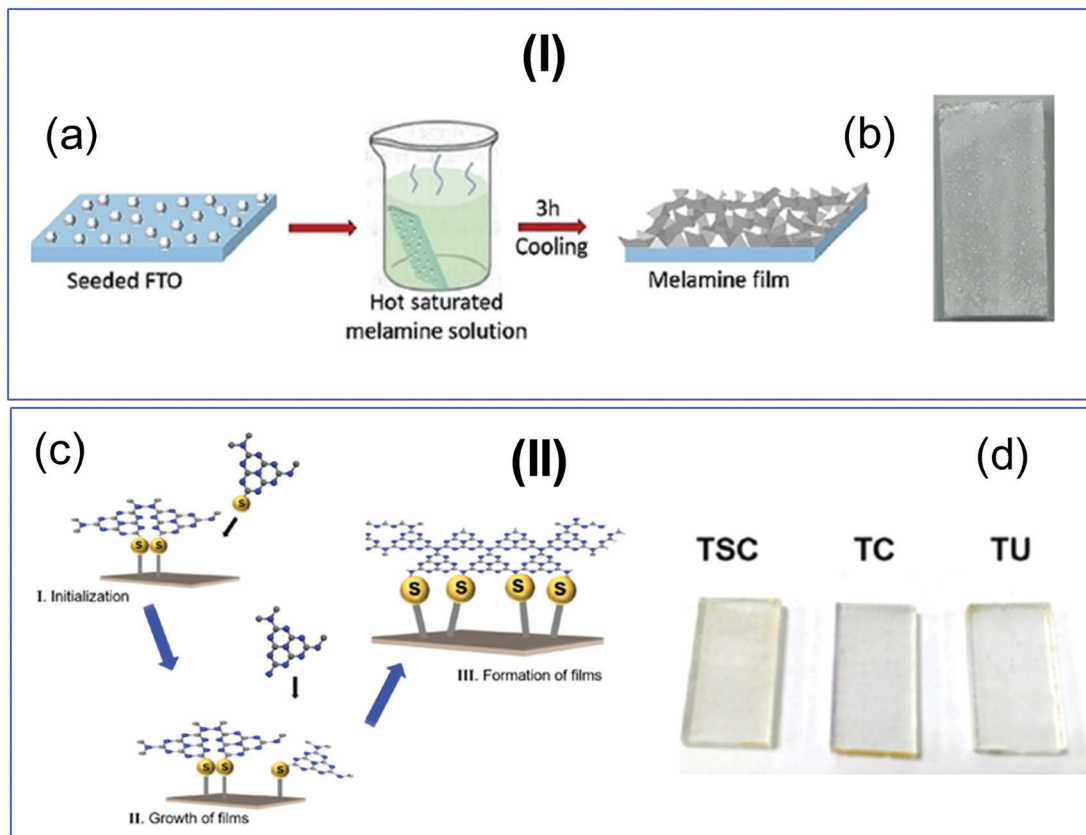 (I)
(a)
(b)
3h
Cooling
Seeded FTO
Hot saturated
melamine solution
Melamine film
(c)
(II)
(d)
S
S S
I. Initialization
S S S S
III. Formation of films
S S S
II. Growth of films
TSC TC TU